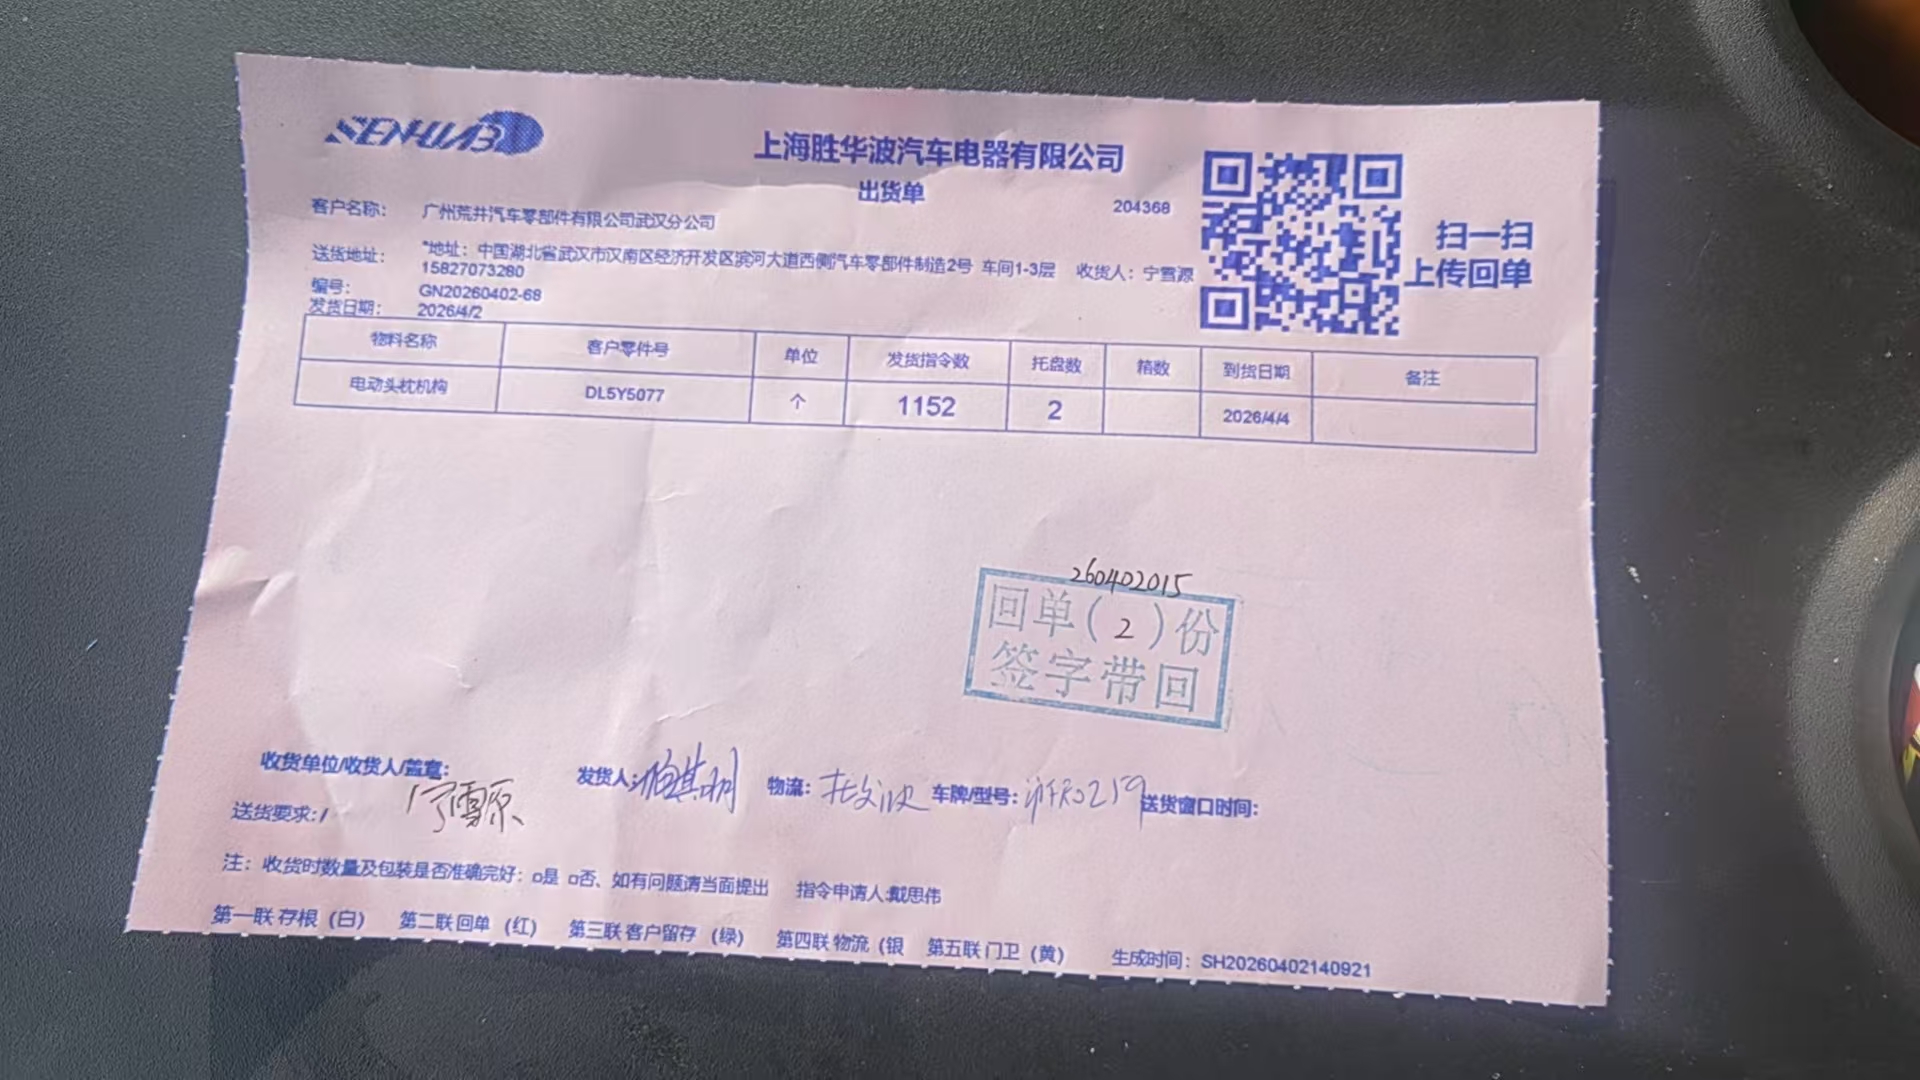 SENHUAB
上海胜华波汽车电器有限公司
出货单
204368
扫一扫
上传回单
客户名称: 广州荒井汽车零部件有限公司武汉分公司
送货地址: *地址: 中国湖北省武汉市汉南区经济开发区滨河大道西侧汽车零部件制造2号 车间1-3层 收货人: 宁雪源
15827073280
编号: GN20260402-68
发货日期: 2026/4/2
物料名称 客户零件号 单位 发货指令数 托盘数 箱数 到货日期 备注
电动头枕机构 DL5Y5077 个 1152 2 2026/4/4
260402015
回单(2)份
签字带回
收货单位/收货人/盖章: 宁雪原
发货人: 物流: 车牌/型号: 送货窗口时间:
送货要求: /
注: 收货时数量及包装是否准确完好: □是 □否、如有问题请当面提出 指令申请人:戴思伟
第一联 存根 (白) 第二联 回单 (红) 第三联 客户留存 (绿) 第四联 物流 (银 第五联 门卫 (黄) 生成时间: SH20260402140921